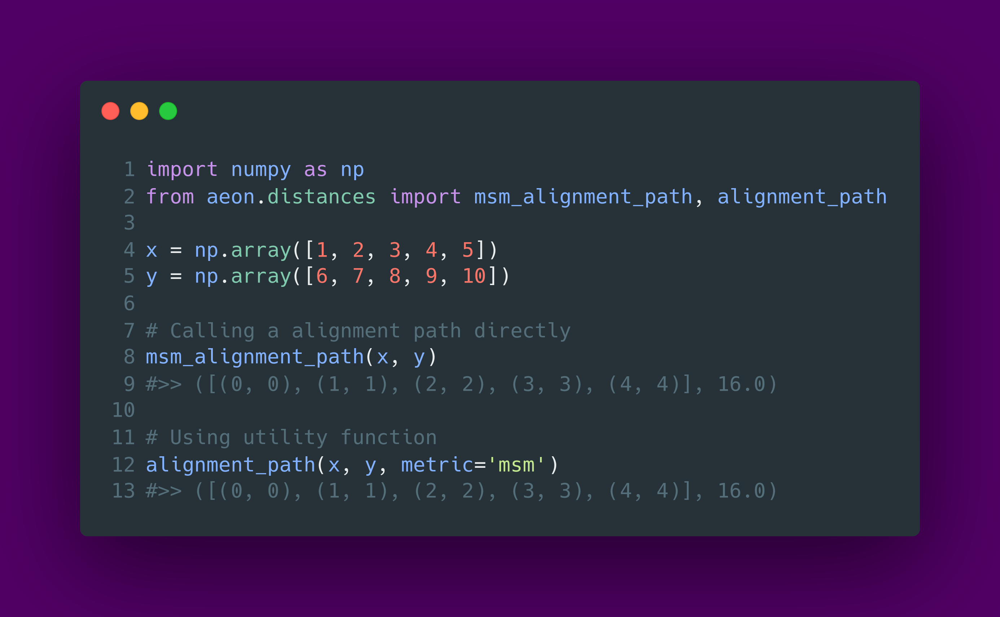 1 import numpy as np
2 from aeon.distances import msm_alignment_path, alignment_path
3
4 x = np.array([1, 2, 3, 4, 5])
5 y = np.array([6, 7, 8, 9, 10])
6
7 # Calling a alignment path directly
8 msm_alignment_path(x, y)
9 #>> ([(0, 0), (1, 1), (2, 2), (3, 3), (4, 4)], 16.0)
10
11 # Using utility function
12 alignment_path(x, y, metric='msm')
13 #>> ([(0, 0), (1, 1), (2, 2), (3, 3), (4, 4)], 16.0)